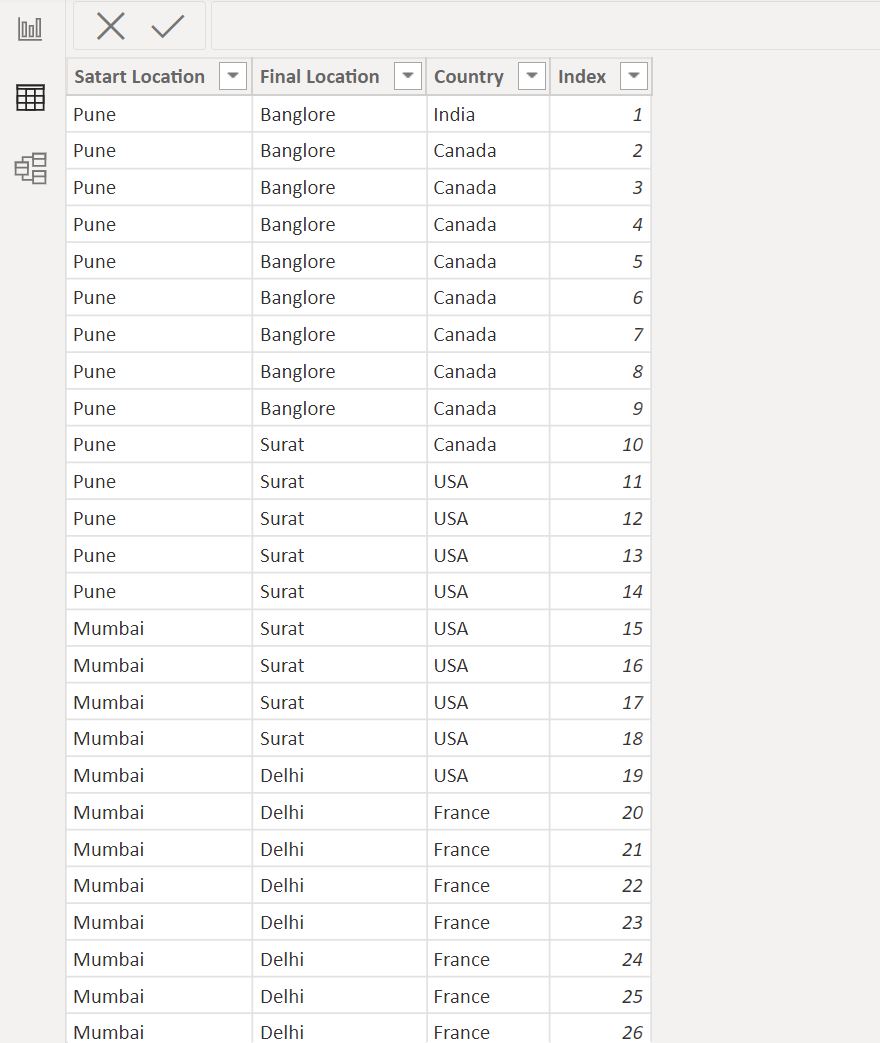 Satart Location Final Location Country Index
Pune Banglore India 1
Pune Banglore Canada 2
Pune Banglore Canada 3
Pune Banglore Canada 4
Pune Banglore Canada 5
Pune Banglore Canada 6
Pune Banglore Canada 7
Pune Banglore Canada 8
Pune Banglore Canada 9
Pune Surat Canada 10
Pune Surat USA 11
Pune Surat USA 12
Pune Surat USA 13
Pune Surat USA 14
Mumbai Surat USA 15
Mumbai Surat USA 16
Mumbai Surat USA 17
Mumbai Surat USA 18
Mumbai Delhi USA 19
Mumbai Delhi France 20
Mumbai Delhi France 21
Mumbai Delhi France 22
Mumbai Delhi France 23
Mumbai Delhi France 24
Mumbai Delhi France 25
Mumbai Delhi France 26